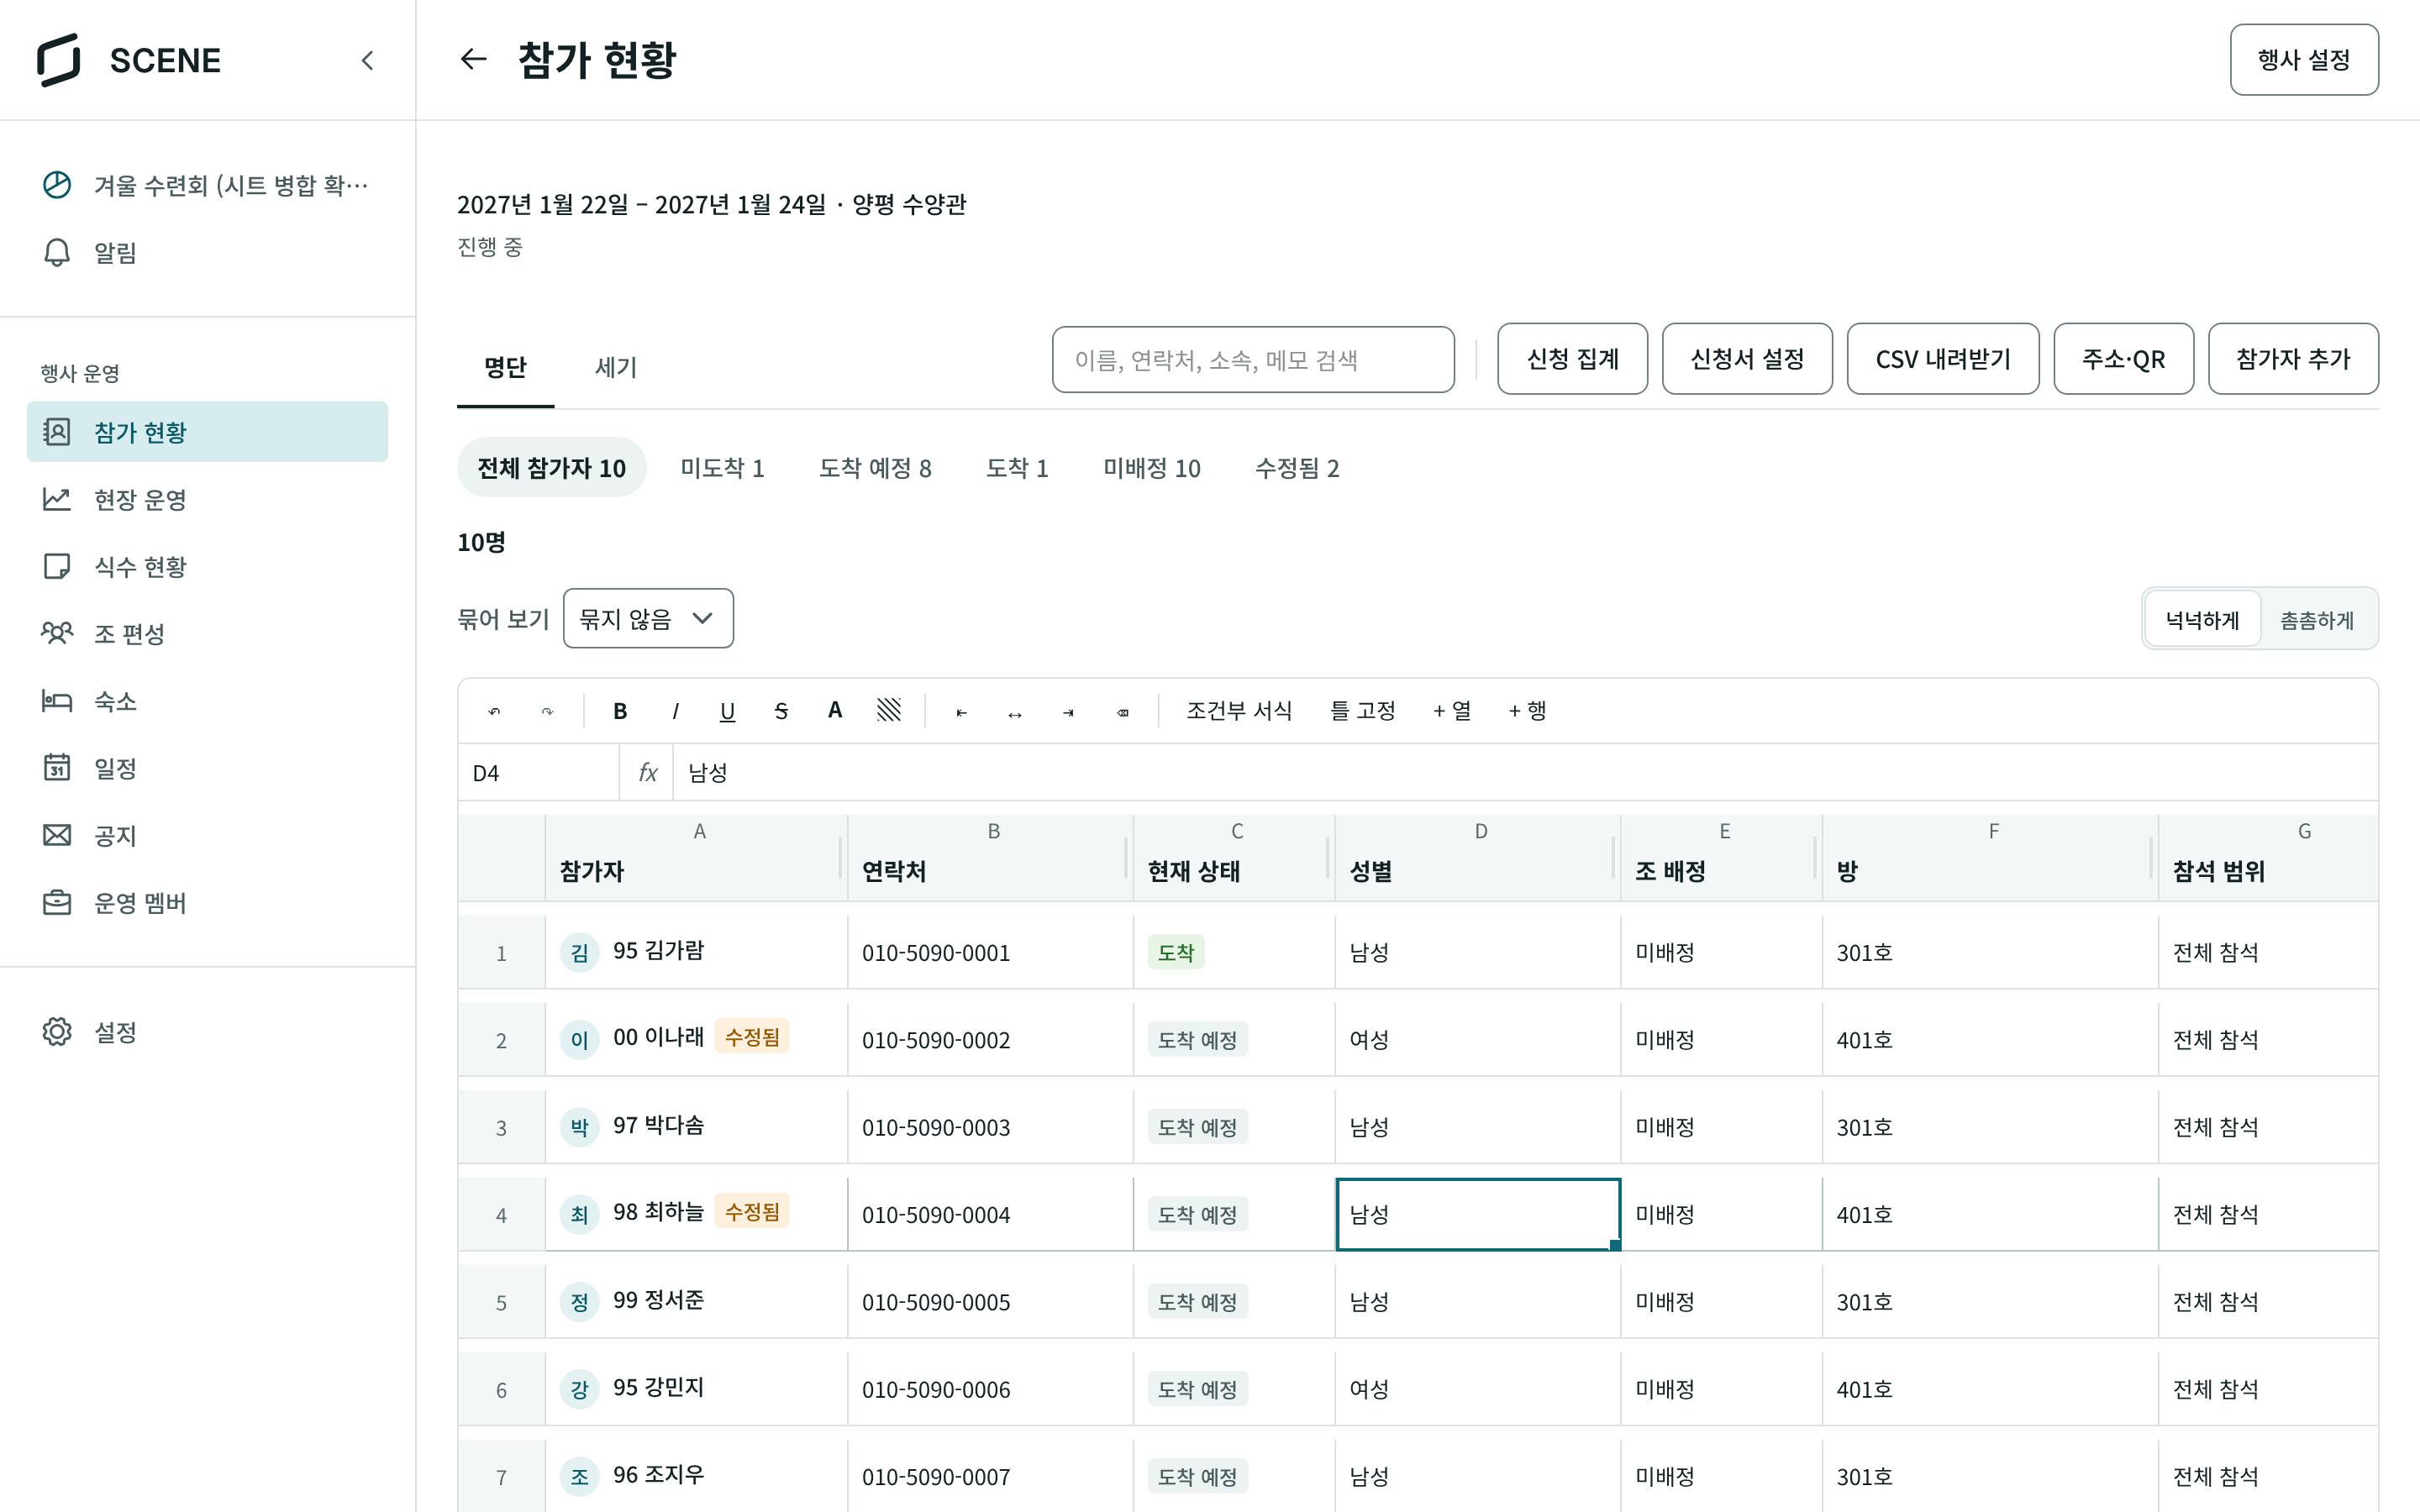 SCENE
참가 현황
행사 설정
겨울 수련회 (시트 병합 확…
알림
행사 운영
참가 현황
현장 운영
식수 현황
조 편성
숙소
31
일정
공지
운영 멤버
설정
2027년 1월 22일 – 2027년 1월 24일 · 양평 수양관
진행 중
명단 세기
이름, 연락처, 소속, 메모 검색
신청 집계 신청서 설정 CSV 내려받기 주소·QR 참가자 추가
전체 참가자 10 미도착 1 도착 예정 8 도착 1 미배정 10 수정됨 2
10명
묶어 보기 묶지 않음
넉넉하게 촘촘하게
B I U S A 조건부 서식 틀 고정 + 열 + 행
D4 fx 남성
A B C D E F G
참가자 연락처 현재 상태 성별 조 배정 방 참석 범위
1 김 95 김가람 010-5090-0001 도착 남성 미배정 301호 전체 참석
2 이 00 이나래 수정됨 010-5090-0002 도착 예정 여성 미배정 401호 전체 참석
3 박 97 박다솜 010-5090-0003 도착 예정 남성 미배정 301호 전체 참석
4 최 98 최하늘 수정됨 010-5090-0004 도착 예정 남성 미배정 401호 전체 참석
5 정 99 정서준 010-5090-0005 도착 예정 남성 미배정 301호 전체 참석
6 강 95 강민지 010-5090-0006 도착 예정 여성 미배정 401호 전체 참석
7 조 96 조지우 010-5090-0007 도착 예정 남성 미배정 301호 전체 참석